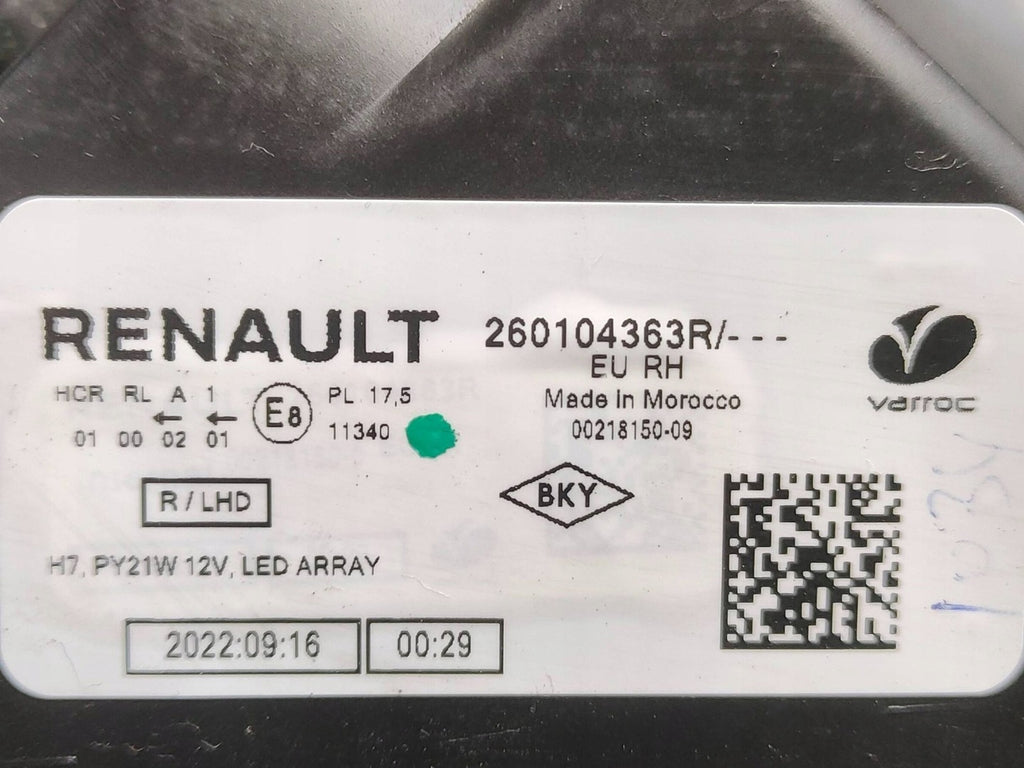 RENAULT
260104363R/---
EU RH
Made In Morocco
00218150-09
varroc
HCR RL A 1
← ←
01 00 02 01
E8
PL 17,5
11340
R / LHD
BKY
H7, PY21W 12V, LED ARRAY
2022:09:16
00:29